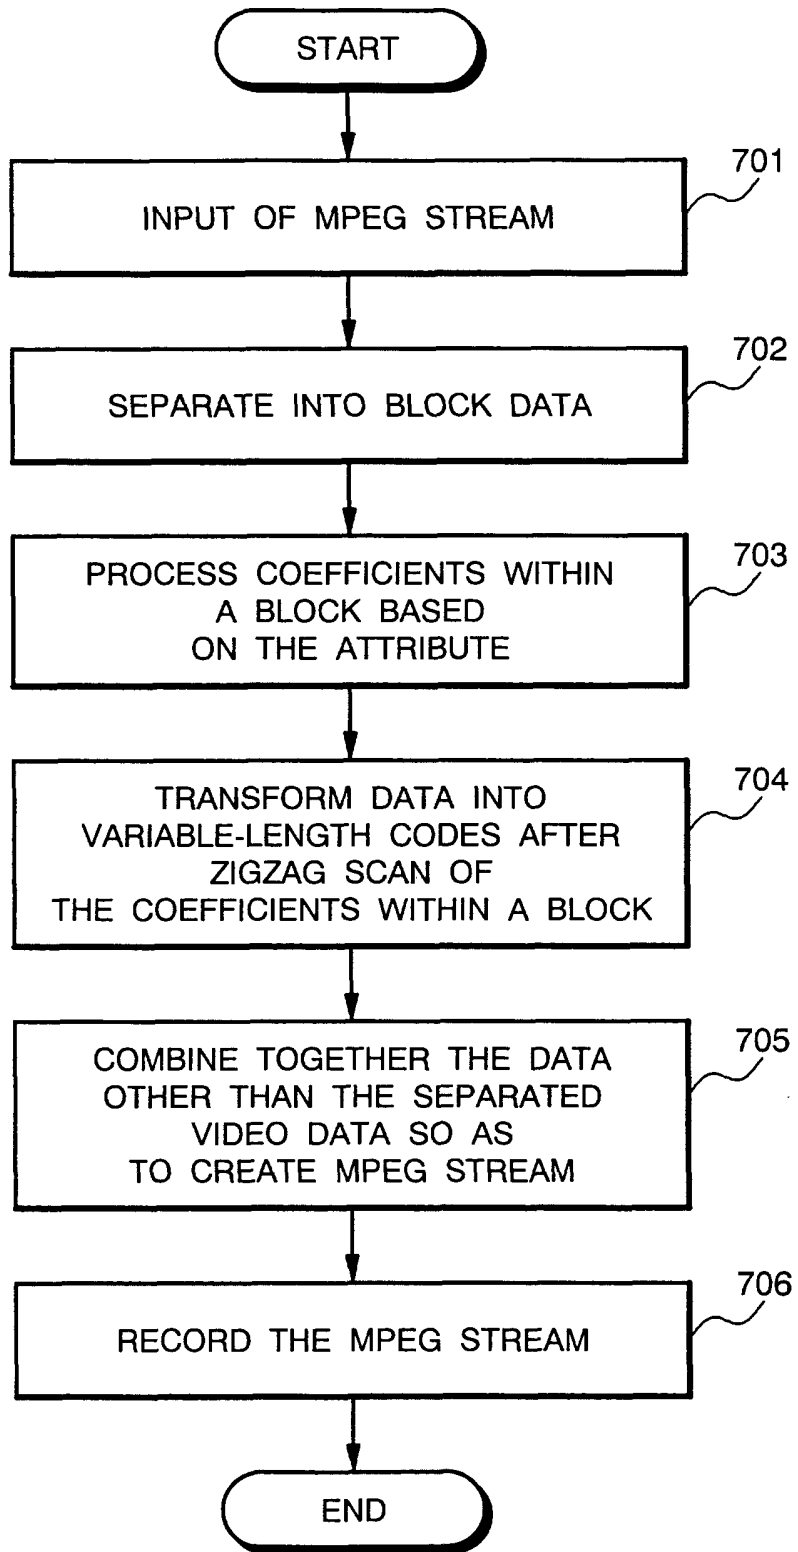 START
701
INPUT OF MPEG STREAM
702
SEPARATE INTO BLOCK DATA
703
PROCESS COEFFICIENTS WITHIN
A BLOCK BASED
ON THE ATTRIBUTE
704
TRANSFORM DATA INTO
VARIABLE-LENGTH CODES AFTER
ZIGZAG SCAN OF
THE COEFFICIENTS WITHIN A BLOCK
705
COMBINE TOGETHER THE DATA
OTHER THAN THE SEPARATED
VIDEO DATA SO AS
TO CREATE MPEG STREAM
706
RECORD THE MPEG STREAM
END